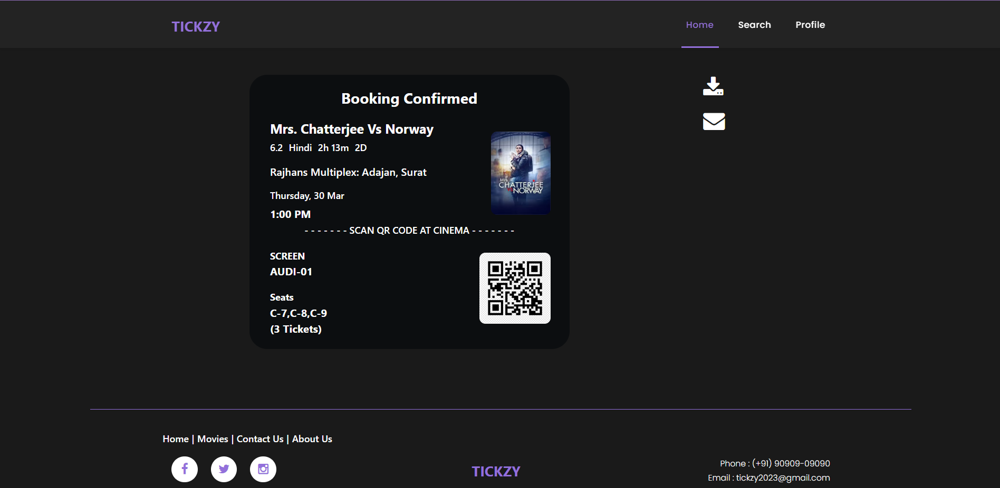 TICKZY
Home Search Profile
Booking Confirmed
Mrs. Chatterjee Vs Norway
6.2 Hindi 2h 13m 2D
Rajhans Multiplex: Adajan, Surat
Thursday, 30 Mar
1:00 PM
Mrs.
CHATTERJEE
Vs NORWAY
- - - - - - - SCAN QR CODE AT CINEMA - - - - - - -
SCREEN
AUDI-01
Seats
C-7,C-8,C-9
(3 Tickets)
Home | Movies | Contact Us | About Us
TICKZY
Phone : (+91) 90909-09090
Email : tickzy2023@gmail.com